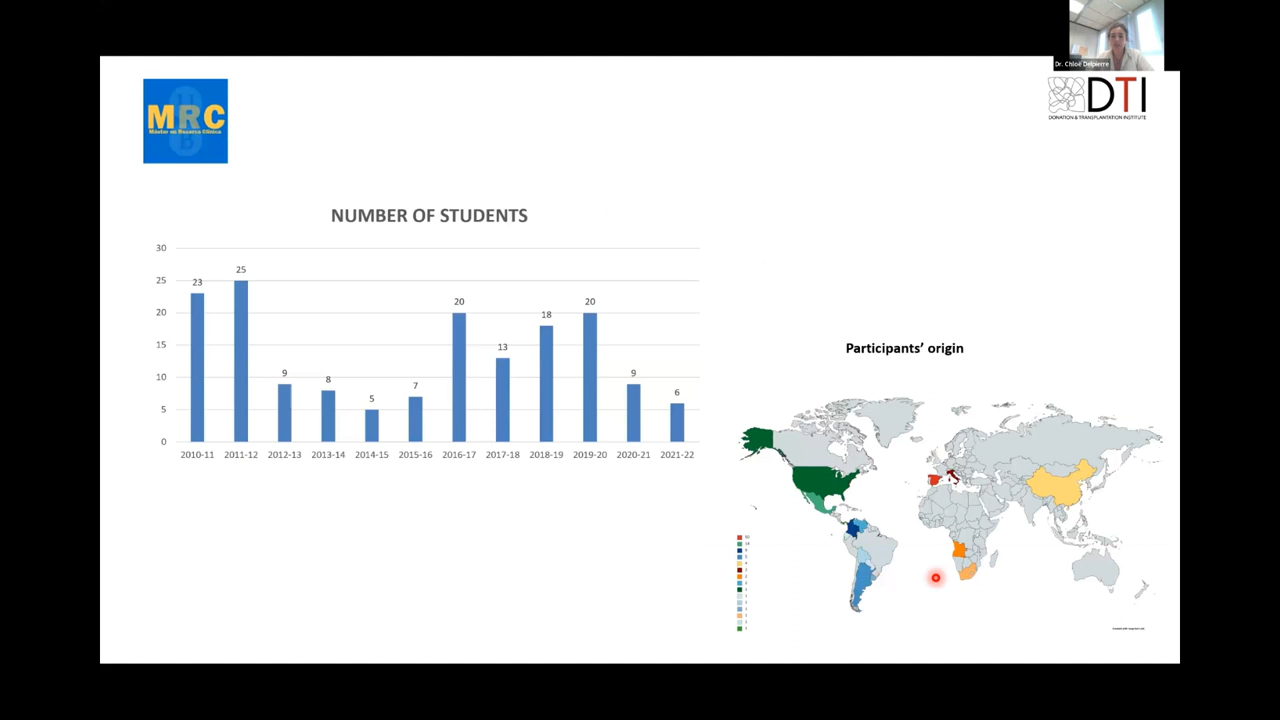 Dr. Chloë Delpierre
MRC
Màster en Recerca Clínica
DTI
DONATION & TRANSPLANTATION INSTITUTE
NUMBER OF STUDENTS
30
25
20
15
10
5
0
23
25
9
8
5
7
20
13
18
20
9
6
2010-11 2011-12 2012-13 2013-14 2014-15 2015-16 2016-17 2017-18 2018-19 2019-20 2020-21 2021-22
Participants' origin